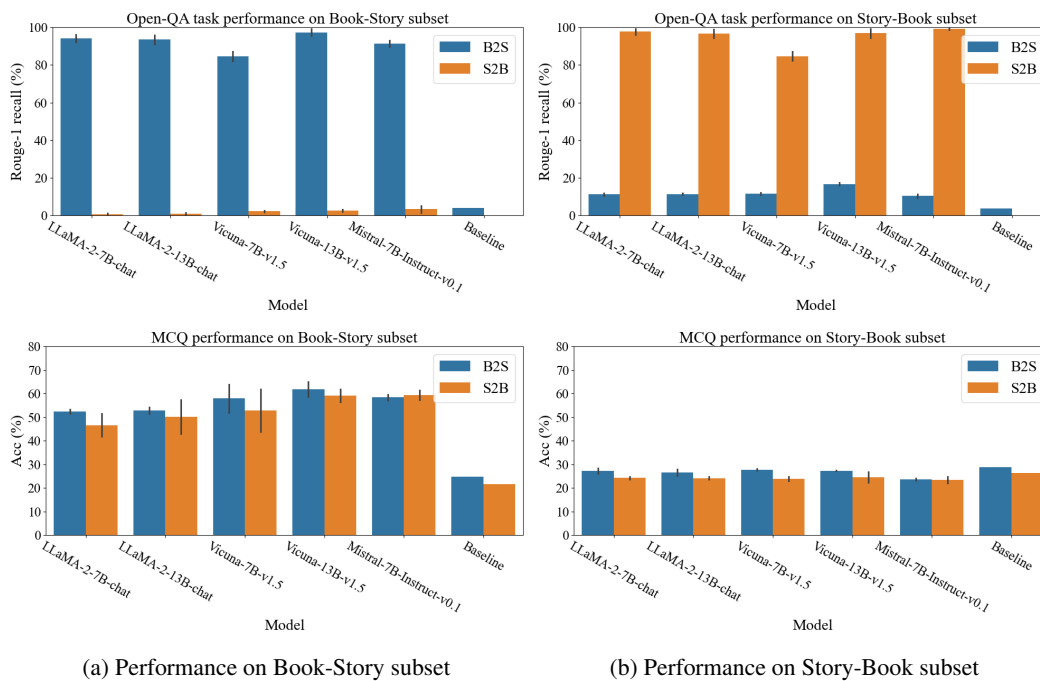 Open-QA task performance on Book-Story subset
100
80
60
40
20
0
Rouge-1 recall (%)
B2S
S2B
LLaMA-2-7B-chat
LLaMA-2-13B-chat
Vicuna-7B-v1.5
Vicuna-13B-v1.5
Mistral-7B-Instruct-v0.1
Baseline
Model
Open-QA task performance on Story-Book subset
100
80
60
40
20
0
Rouge-1 recall (%)
B2S
S2B
LLaMA-2-7B-chat
LLaMA-2-13B-chat
Vicuna-7B-v1.5
Vicuna-13B-v1.5
Mistral-7B-Instruct-v0.1
Baseline
Model
MCQ performance on Book-Story subset
80
70
60
50
40
30
20
10
0
Acc (%)
B2S
S2B
LLaMA-2-7B-chat
LLaMA-2-13B-chat
Vicuna-7B-v1.5
Vicuna-13B-v1.5
Mistral-7B-Instruct-v0.1
Baseline
Model
MCQ performance on Story-Book subset
80
70
60
50
40
30
20
10
0
Acc (%)
B2S
S2B
LLaMA-2-7B-chat
LLaMA-2-13B-chat
Vicuna-7B-v1.5
Vicuna-13B-v1.5
Mistral-7B-Instruct-v0.1
Baseline
Model
(a) Performance on Book-Story subset
(b) Performance on Story-Book subset